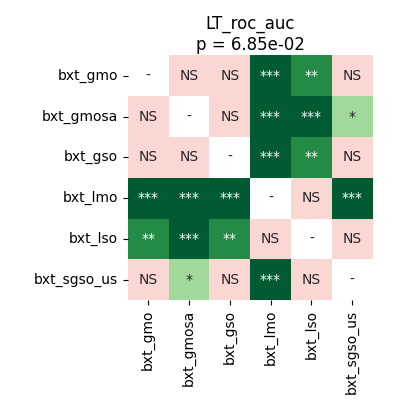 LT_roc_auc
p = 6.85e-02
bxt_gmo - NS NS *** ** NS
bxt_gmosa NS - NS *** *** *
bxt_gso NS NS - *** ** NS
bxt_lmo *** *** *** - NS ***
bxt_lso ** *** ** NS - NS
bxt_sgso_us NS * NS *** NS -
bxt_gmo
bxt_gmosa
bxt_gso
bxt_lmo
bxt_lso
bxt_sgso_us